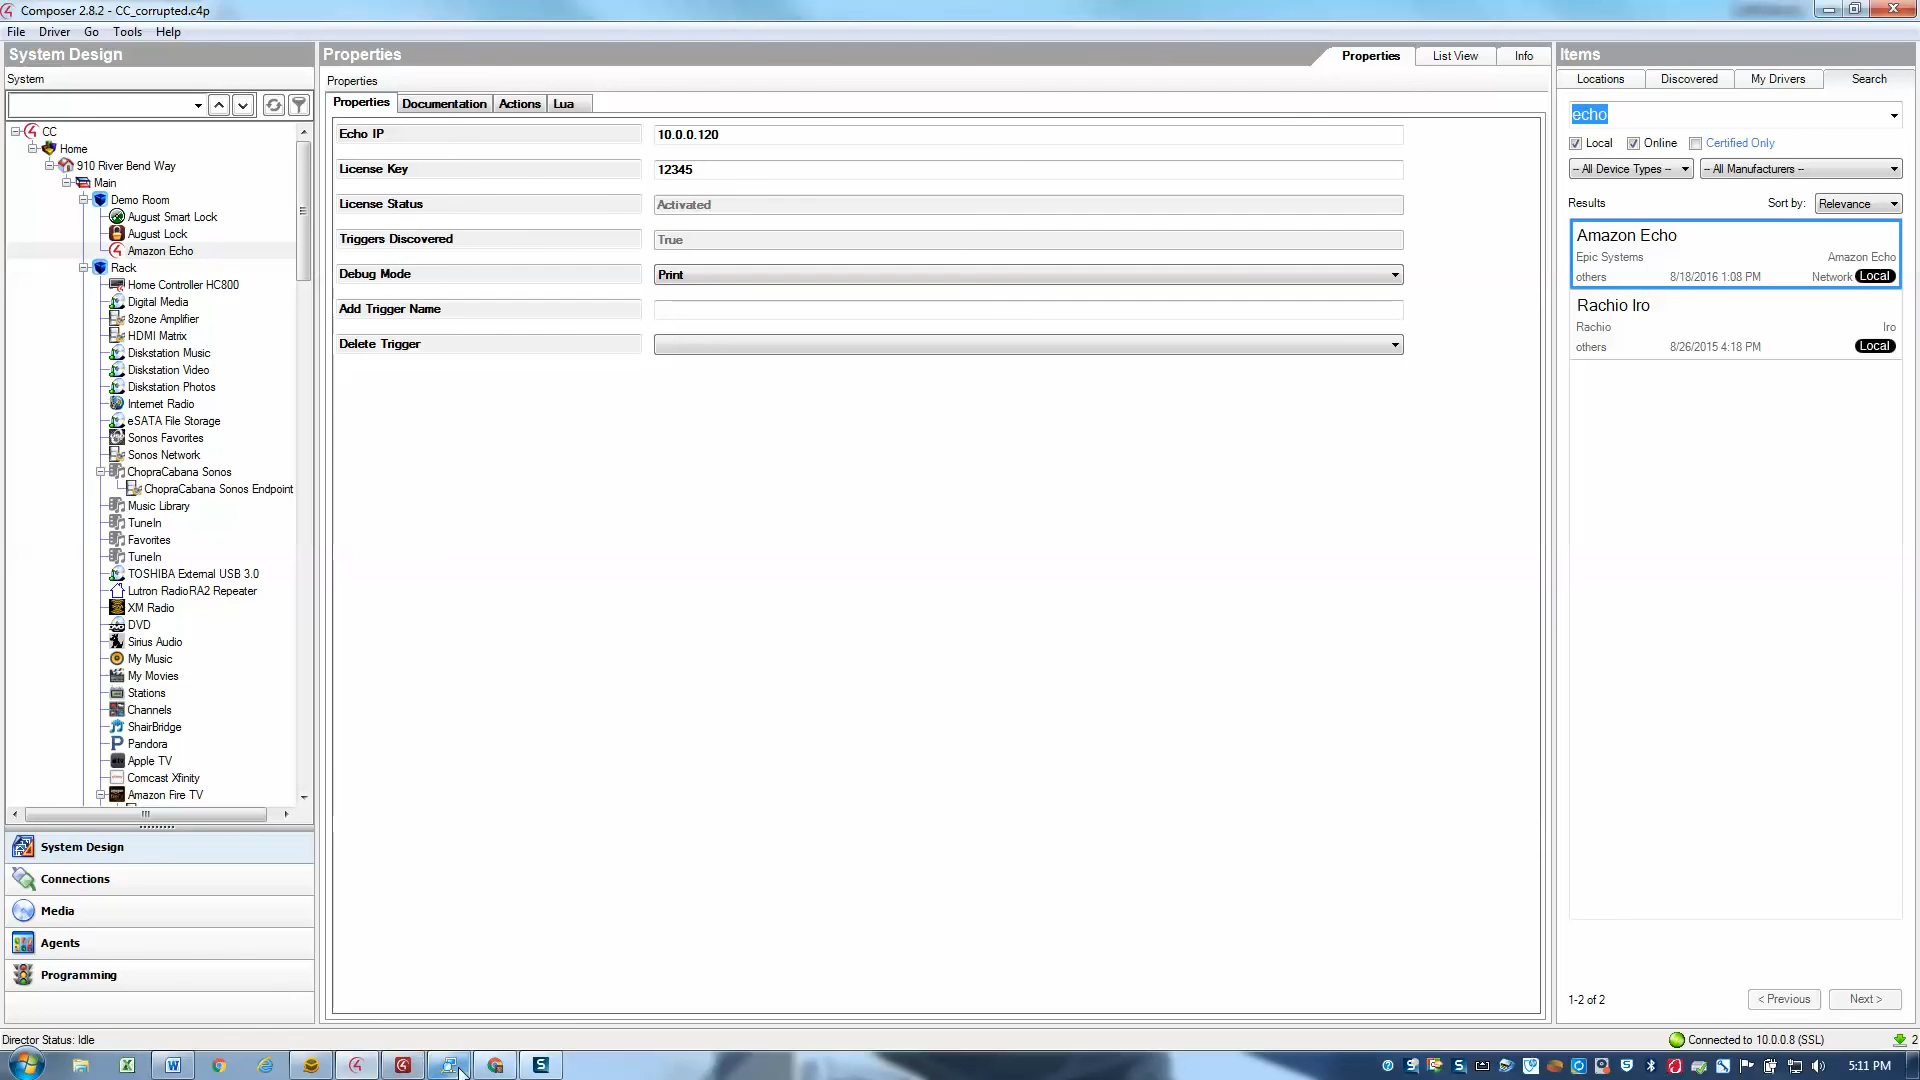 Composer 2.8.2 - CC_corrupted.c4p
File Driver Go Tools Help
System Design
System
CC
Home
910 River Bend Way
Main
Demo Room
August Smart Lock
August Lock
Amazon Echo
Rack
Home Controller HC800
Digital Media
8zone Amplifier
HDMI Matrix
Diskstation Music
Diskstation Video
Diskstation Photos
Internet Radio
eSATA File Storage
Sonos Favorites
Sonos Network
ChopraCabana Sonos
ChopraCabana Sonos Endpoint
Music Library
TuneIn
Favorites
TuneIn
TOSHIBA External USB 3.0
Lutron RadioRA2 Repeater
XM Radio
DVD
Sirius Audio
My Music
My Movies
Stations
Channels
ShairBridge
Pandora
Apple TV
Comcast Xfinity
Amazon Fire TV
System Design
Connections
Media
Agents
Programming
Properties
Properties List View Info
Properties
Properties Documentation Actions Lua
Echo IP 10.0.0.120
License Key 12345
License Status Activated
Triggers Discovered True
Debug Mode Print
Add Trigger Name
Delete Trigger
Items
Locations Discovered My Drivers Search
echo
Local Online Certified Only
-- All Device Types -- -- All Manufacturers --
Results Sort by: Relevance
Amazon Echo
Epic Systems Amazon Echo
others 8/18/2016 1:08 PM Network Local
Rachio Iro
Rachio Iro
others 8/26/2015 4:18 PM Local
1-2 of 2 < Previous Next >
Director Status: Idle Connected to 10.0.0.8 (SSL) 2
5:11 PM